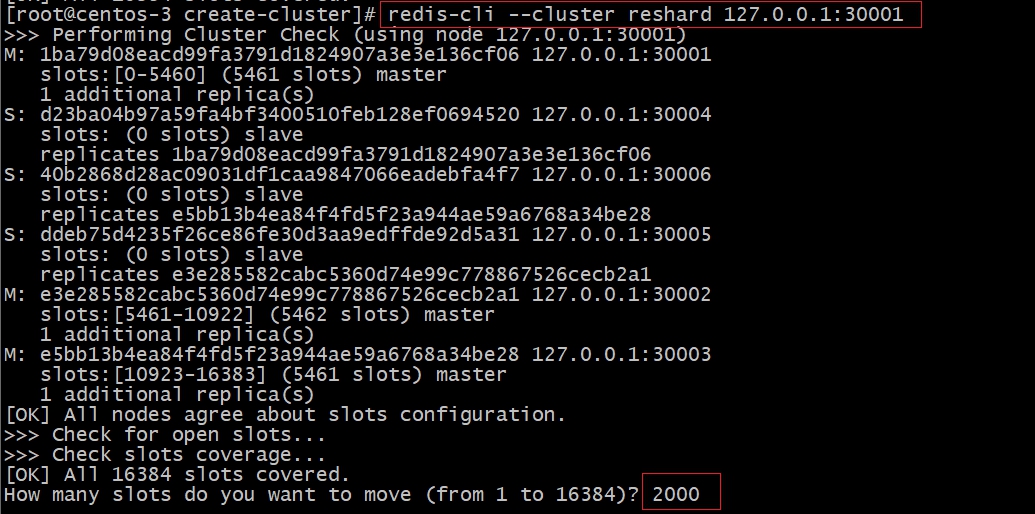 [root@centos-3 create-cluster]# redis-cli --cluster reshard 127.0.0.1:30001
>>> Performing Cluster Check (using node 127.0.0.1:30001)
M: 1ba79d08eacd99fa3791d1824907a3e3e136cf06 127.0.0.1:30001
   slots:[0-5460] (5461 slots) master
   1 additional replica(s)
S: d23ba04b97a59fa4bf3400510feb128ef0694520 127.0.0.1:30004
   slots: (0 slots) slave
   replicates 1ba79d08eacd99fa3791d1824907a3e3e136cf06
S: 40b2868d28ac09031df1caa9847066eadebfa4f7 127.0.0.1:30006
   slots: (0 slots) slave
   replicates e5bb13b4ea84f4fd5f23a944ae59a6768a34be28
S: ddeb75d4235f26ce86fe30d3aa9edffde92d5a31 127.0.0.1:30005
   slots: (0 slots) slave
   replicates e3e285582cabc5360d74e99c778867526cecb2a1
M: e3e285582cabc5360d74e99c778867526cecb2a1 127.0.0.1:30002
   slots:[5461-10922] (5462 slots) master
   1 additional replica(s)
M: e5bb13b4ea84f4fd5f23a944ae59a6768a34be28 127.0.0.1:30003
   slots:[10923-16383] (5461 slots) master
   1 additional replica(s)
[OK] All nodes agree about slots configuration.
>>> Check for open slots...
>>> Check slots coverage...
[OK] All 16384 slots covered.
How many slots do you want to move (from 1 to 16384)? 2000